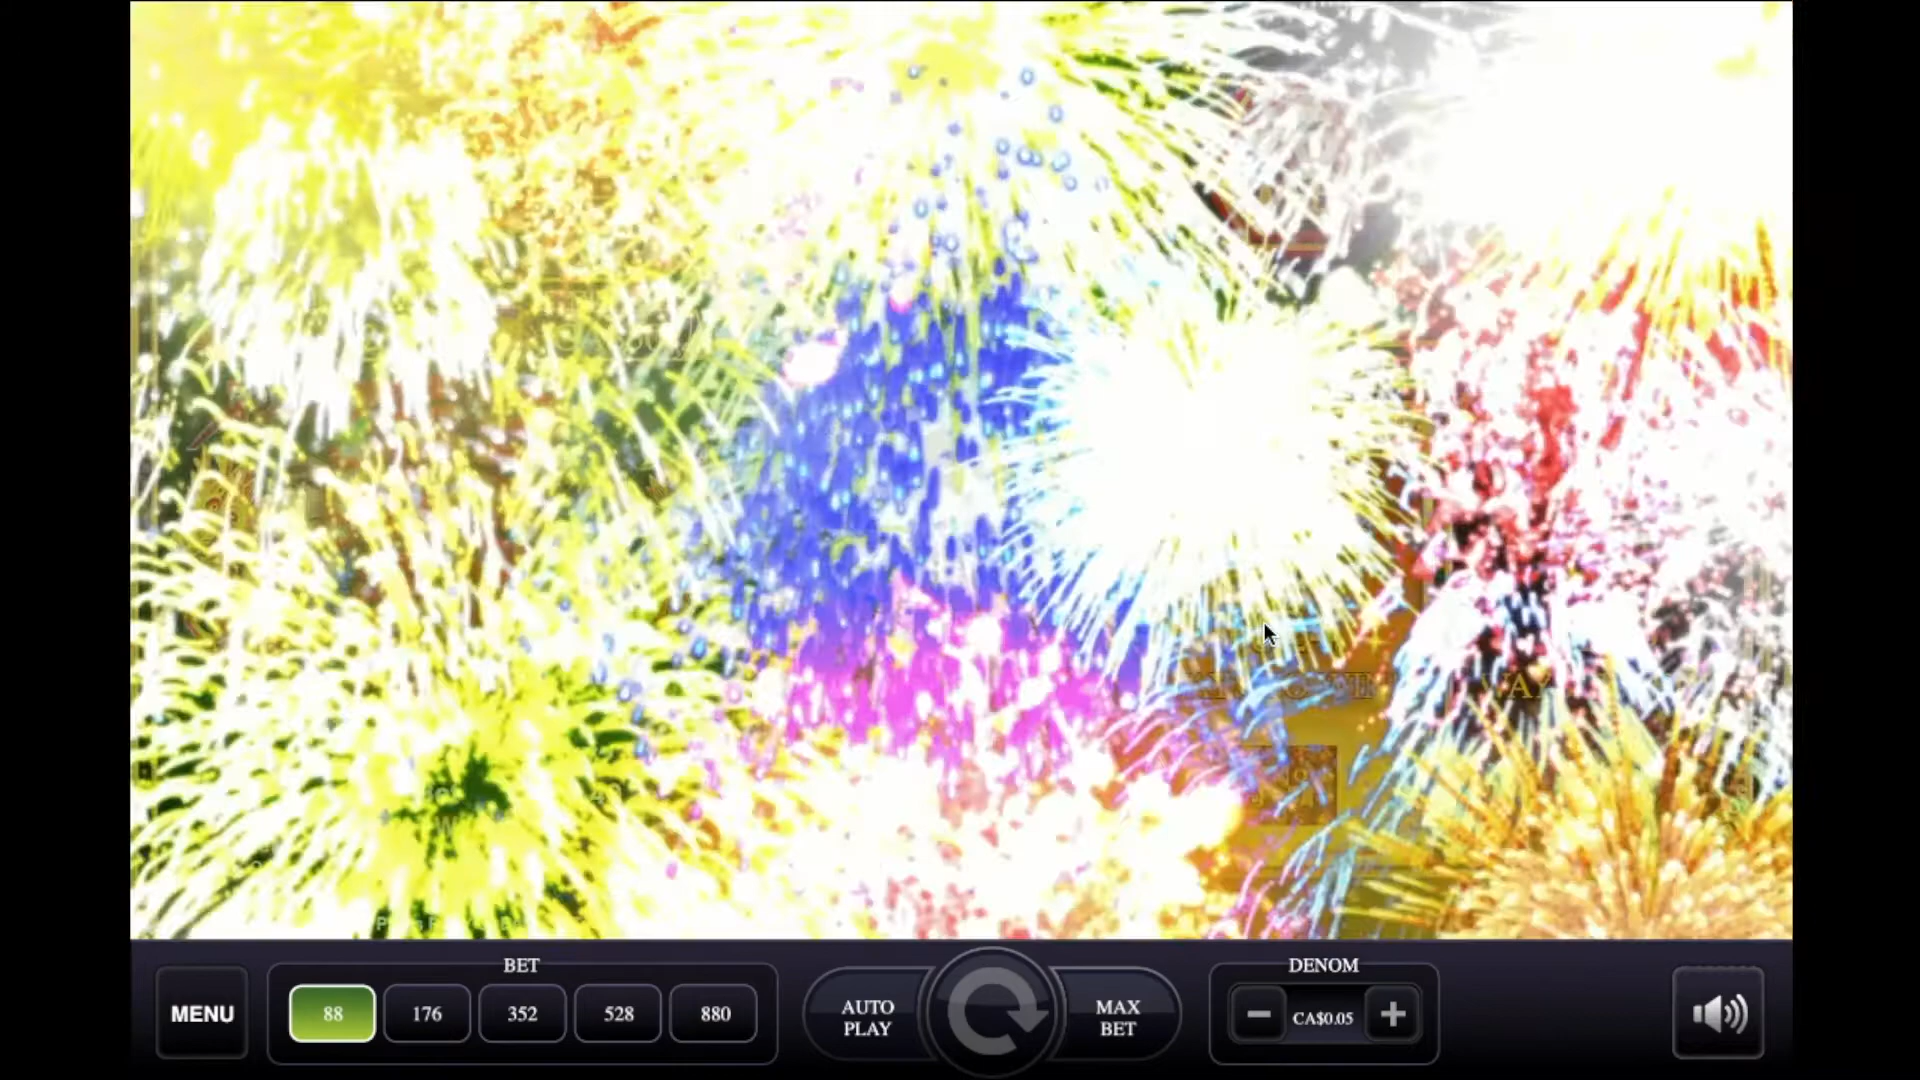 BET
DENOM
MENU
88
176
352
528
880
AUTO
PLAY
MAX
BET
CA$0.05